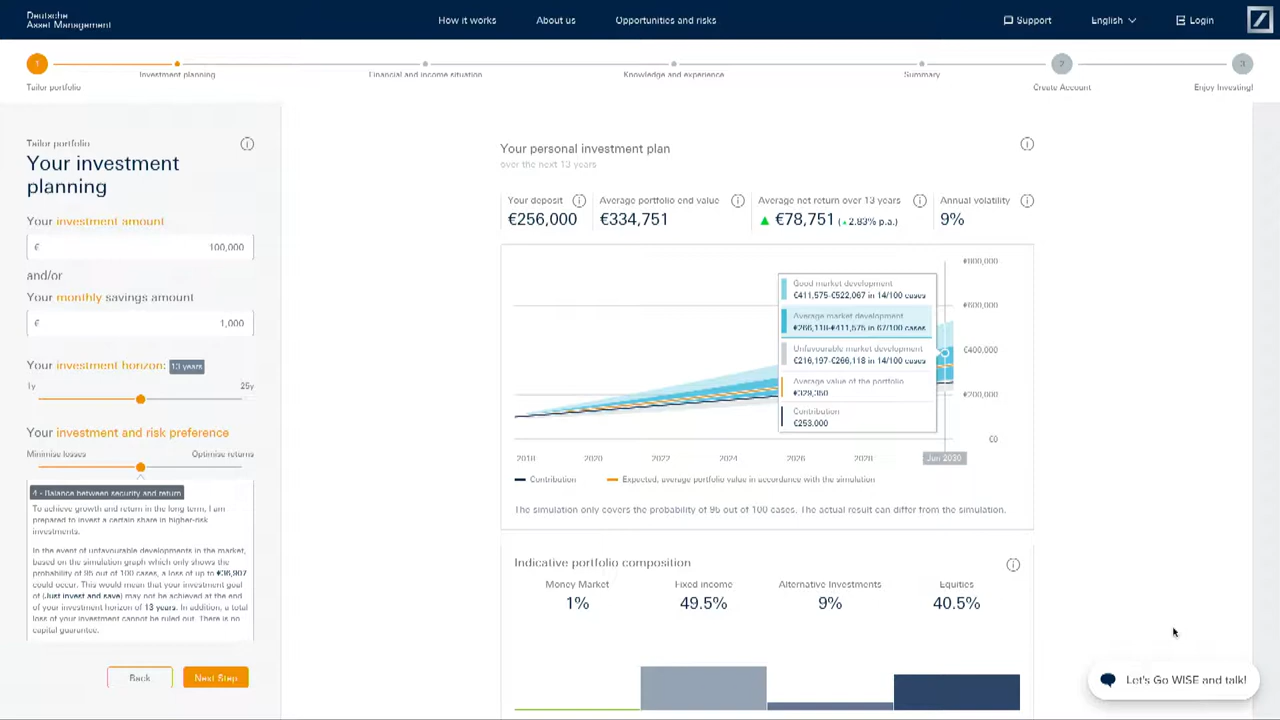 Deutsche
Asset Management
How it works
About us
Opportunities and risks
Support
English
Login
1
2
3
Tailor portfolio
Investment planning
Financial and income situation
Knowledge and experience
Summary
Create Account
Enjoy Investing!
Tailor portfolio
Your investment
planning
Your investment amount
€ 100,000
and/or
Your monthly savings amount
€ 1,000
Your investment horizon: 13 years
1y 25y
Your investment and risk preference
Minimise losses Optimise returns
4 - Balance between security and return
To achieve growth and return in the long term, I am
prepared to invest a certain share in higher-risk
investments.
In the event of unfavourable developments in the market,
based on the simulation graph which only shows the
probability of 95 out of 100 cases, a loss of up to €36,907
could occur. This would mean that your investment goal
of (Just invest and save) may not be achieved at the end
of your investment horizon of 13 years. In addition, a total
loss of your investment cannot be ruled out. There is no
capital guarantee.
Back
Next Step
Your personal investment plan
over the next 13 years
Your deposit
€256,000
Average portfolio end value
€334,751
Average net return over 13 years
€78,751 (+2.83% p.a.)
Annual volatility
9%
Good market development
€411,575-€522,067 in 14/100 cases
Average market development
€266,118-€411,575 in 67/100 cases
Unfavourable market development
€216,197-€266,118 in 14/100 cases
Average value of the portfolio
€329,350
Contribution
€253,000
€800,000
€600,000
€400,000
€200,000
€0
2018 2020 2022 2024 2026 2028 Jun 2030
Contribution
Expected, average portfolio value in accordance with the simulation
The simulation only covers the probability of 95 out of 100 cases. The actual result can differ from the simulation.
Indicative portfolio composition
Money Market
1%
Fixed income
49.5%
Alternative Investments
9%
Equities
40.5%
Let's Go WISE and talk!